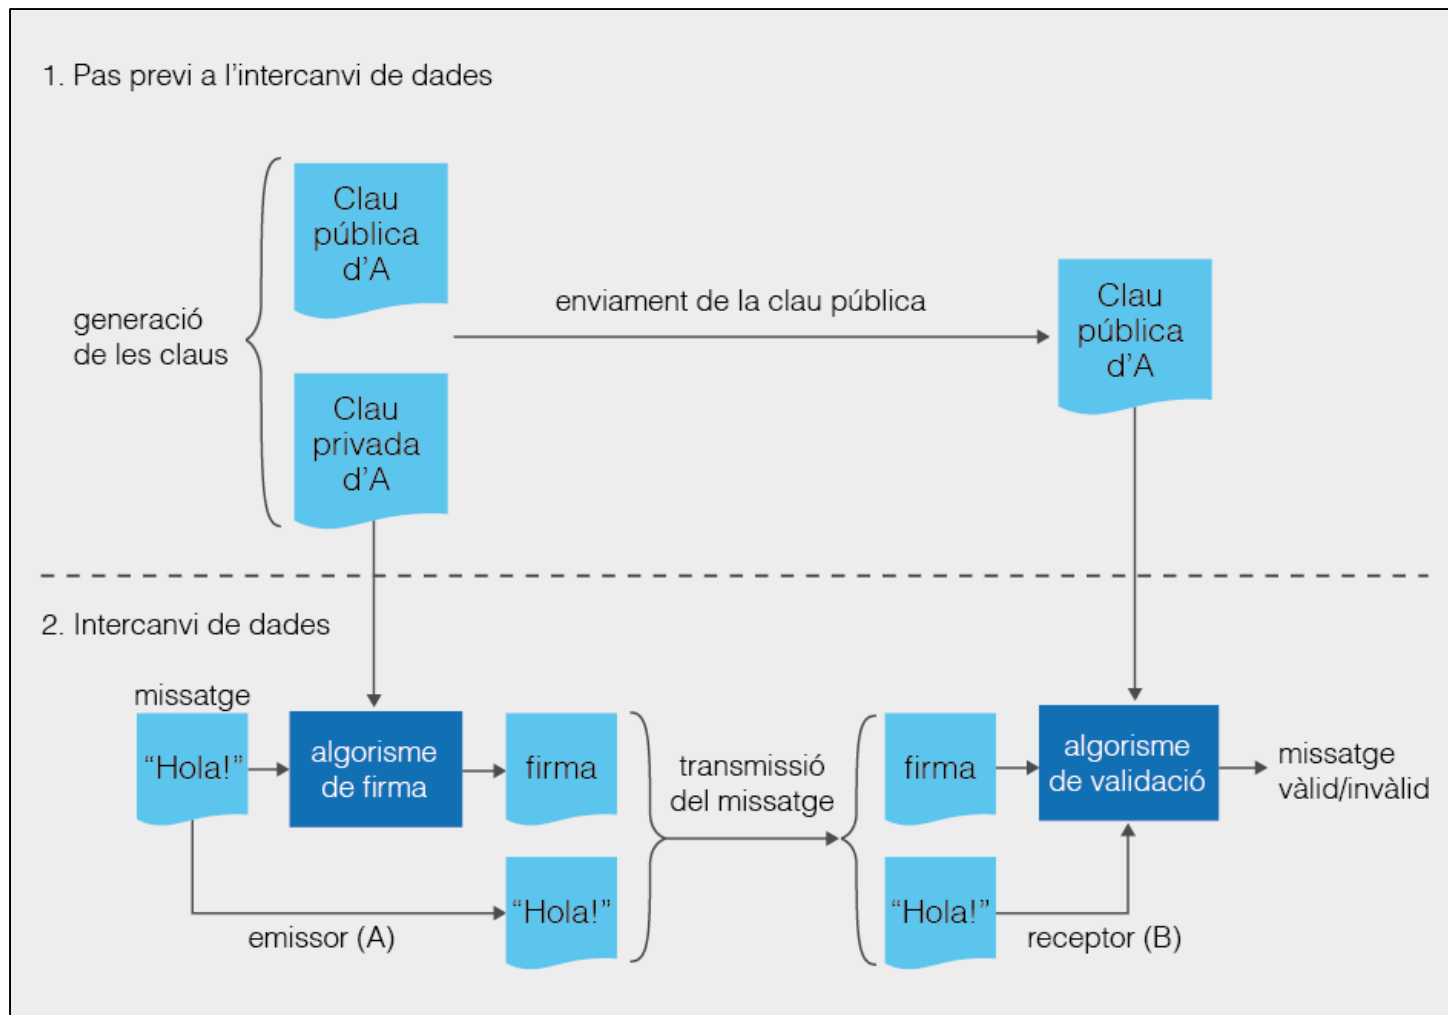 1. Pas previ a l’intercanvi de dades
Clau
pública
d’A
generació
de les claus
enviament de la clau pública
Clau
pública
d’A
Clau
privada
d’A
2. Intercanvi de dades
missatge
“Hola!”
algorisme
de firma
firma
transmissió
del missatge
firma
algorisme
de validació
missatge
vàlid/invàlid
“Hola!”
emissor (A)
“Hola!”
receptor (B)